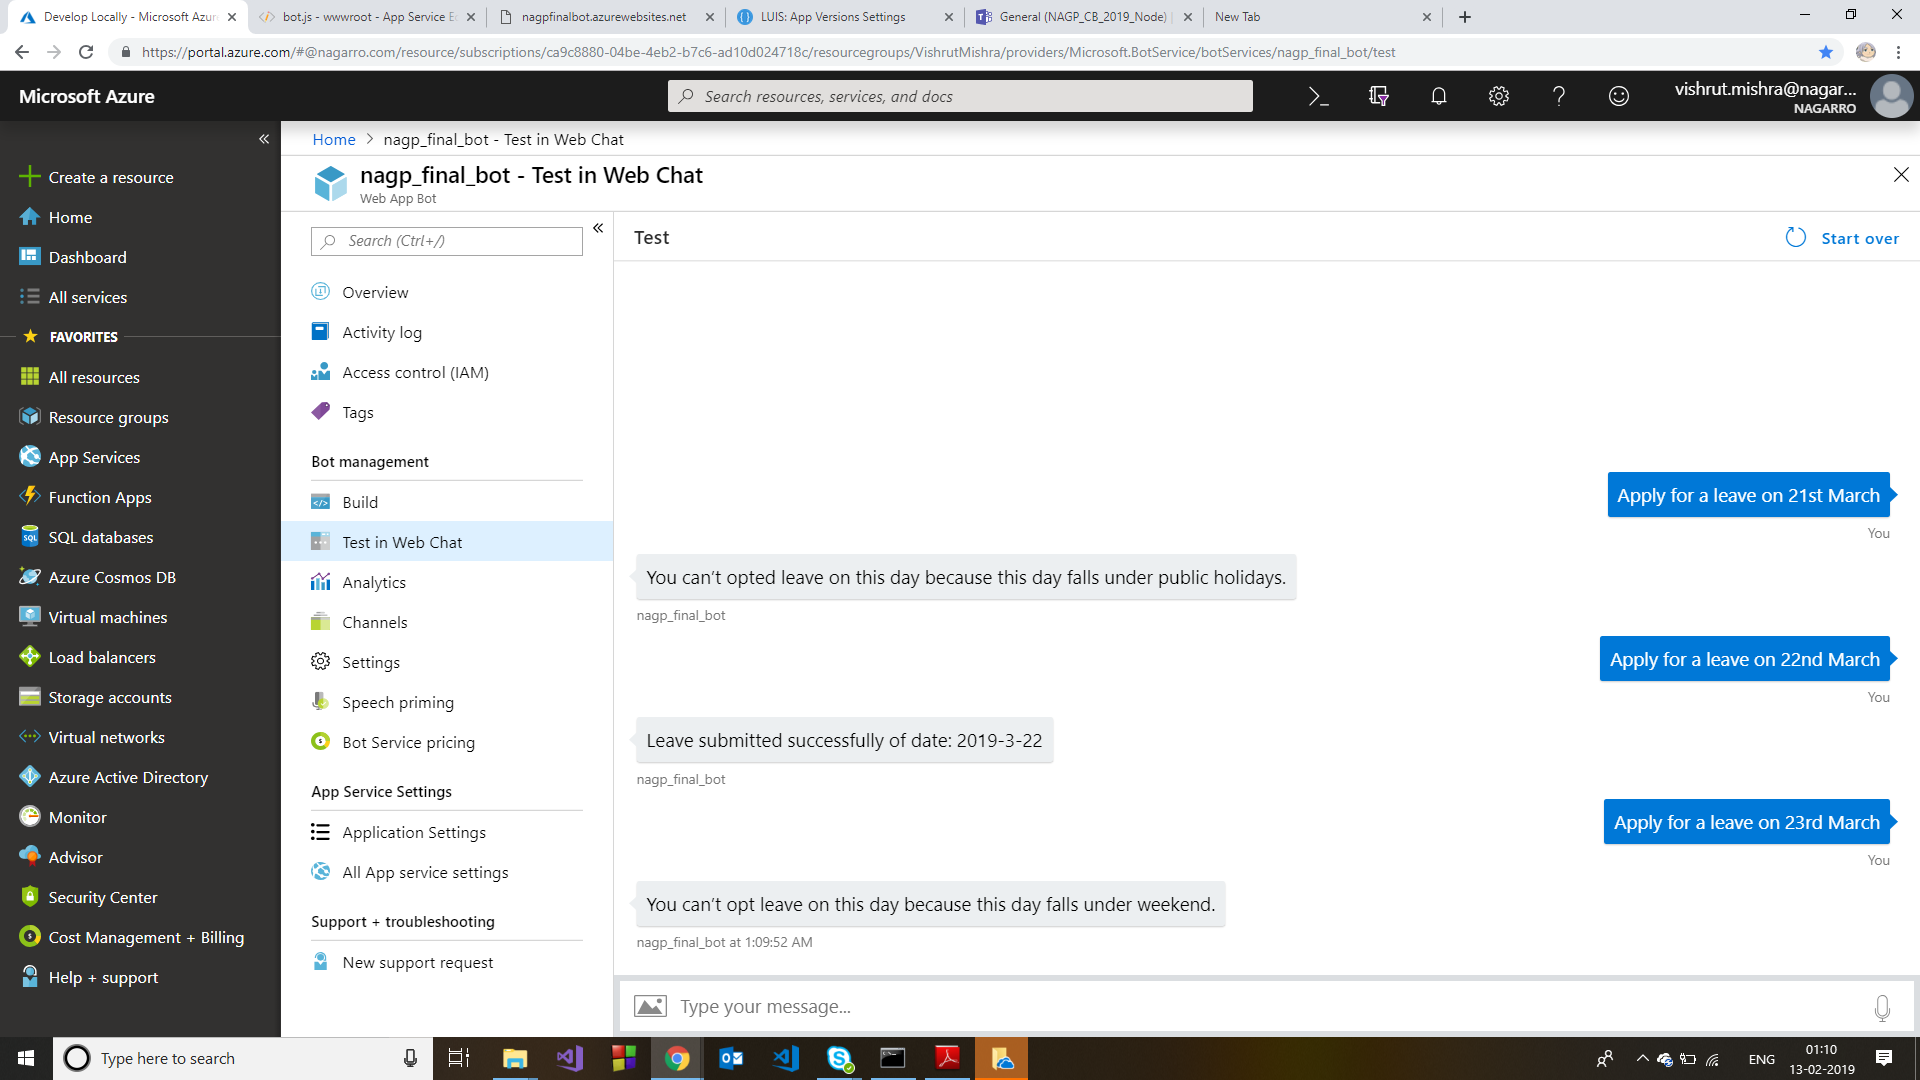 Develop Locally - Microsoft Azur
bot.js - wwwroot - App Service Ec
nagpfinalbot.azurewebsites.net
LUIS: App Versions Settings
General (NAGP_CB_2019_Node) |
New Tab
https://portal.azure.com/#@nagarro.com/resource/subscriptions/ca9c8880-04be-4eb2-b7c6-ad10d024718c/resourcegroups/VishrutMishra/providers/Microsoft.BotService/botServices/nagp_final_bot/test
Microsoft Azure
Search resources, services, and docs
vishrut.mishra@nagar...
NAGARRO
Create a resource
Home
Dashboard
All services
FAVORITES
All resources
Resource groups
App Services
Function Apps
SQL databases
Azure Cosmos DB
Virtual machines
Load balancers
Storage accounts
Virtual networks
Azure Active Directory
Monitor
Advisor
Security Center
Cost Management + Billing
Help + support
Home > nagp_final_bot - Test in Web Chat
nagp_final_bot - Test in Web Chat
Web App Bot
Search (Ctrl+/)
Overview
Activity log
Access control (IAM)
Tags
Bot management
Build
Test in Web Chat
Analytics
Channels
Settings
Speech priming
Bot Service pricing
App Service Settings
Application Settings
All App service settings
Support + troubleshooting
New support request
Test
Start over
Apply for a leave on 21st March
You
You can’t opted leave on this day because this day falls under public holidays.
nagp_final_bot
Apply for a leave on 22nd March
You
Leave submitted successfully of date: 2019-3-22
nagp_final_bot
Apply for a leave on 23rd March
You
You can’t opt leave on this day because this day falls under weekend.
nagp_final_bot at 1:09:52 AM
Type your message...
Type here to search
ENG
01:10
13-02-2019